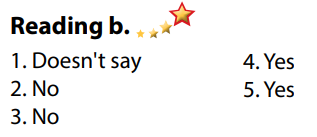 Reading b.
1. Doesn't say
2. No
3. No
4. Yes
5. Yes